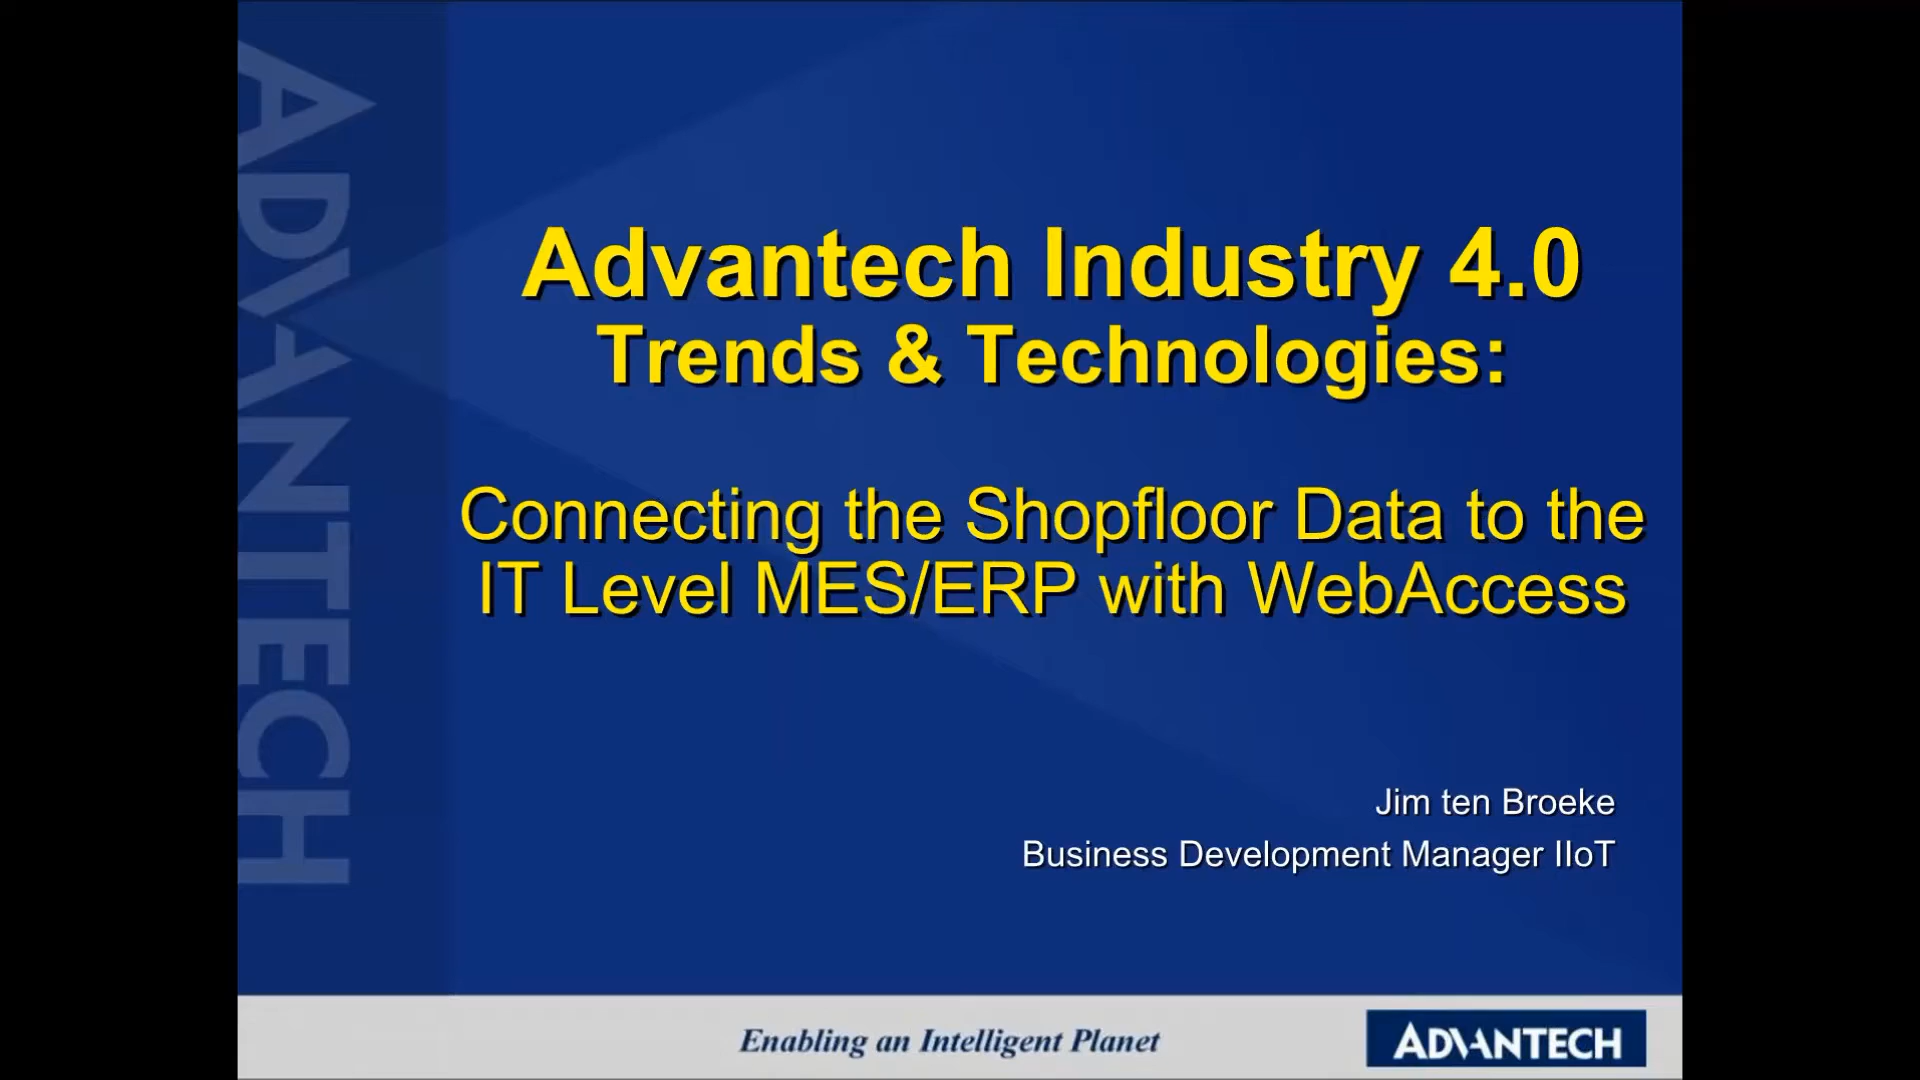 ADVANTECH
Advantech Industry 4.0
Trends & Technologies:
Connecting the Shopfloor Data to the
IT Level MES/ERP with WebAccess
Jim ten Broeke
Business Development Manager IIoT
Enabling an Intelligent Planet
ADVANTECH